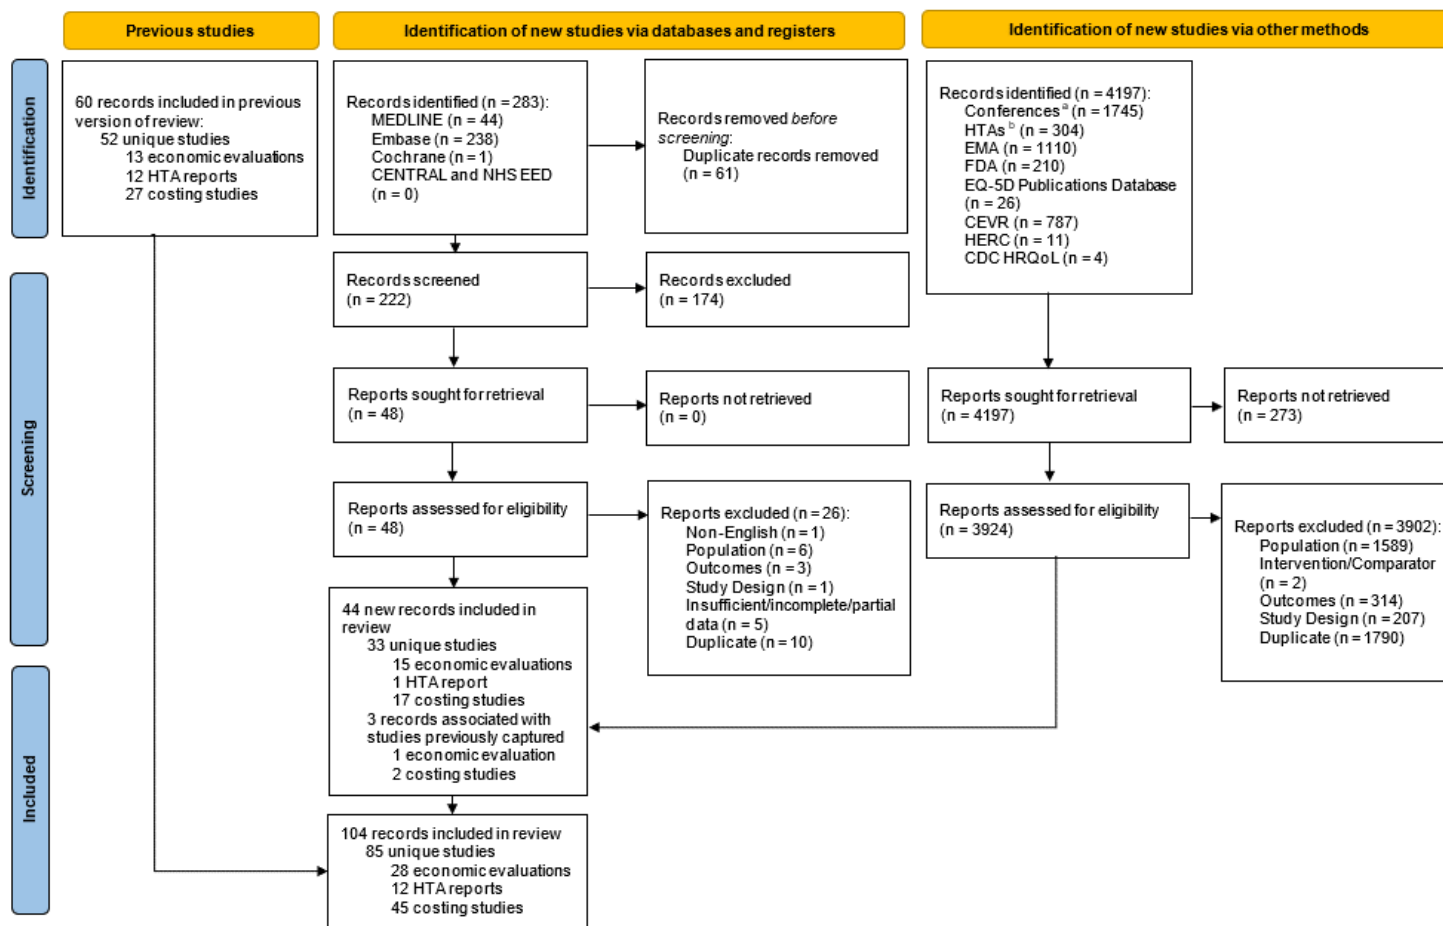 Previous studies
Identification of new studies via databases and registers
Identification of new studies via other methods
Identification
60 records included in previous
version of review:
52 unique studies
13 economic evaluations
12 HTA reports
27 costing studies
Records identified (n = 283):
MEDLINE (n = 44)
Embase (n = 238)
Cochrane (n = 1)
CENTRAL and NHS EED
(n = 0)
Records removed before
screening:
Duplicate records removed
(n = 61)
Records identified (n = 4197):
Conferences a (n = 1745)
HTAs b (n = 304)
EMA (n = 1110)
FDA (n = 210)
EQ-5D Publications Database
(n = 26)
CEVR (n = 787)
HERC (n = 11)
CDC HRQoL (n = 4)
Screening
Records screened
(n = 222)
Records excluded
(n = 174)
Reports sought for retrieval
(n = 48)
Reports not retrieved
(n = 0)
Reports sought for retrieval
(n = 4197)
Reports not retrieved
(n = 273)
Reports assessed for eligibility
(n = 48)
Reports excluded (n = 26):
Non-English (n = 1)
Population (n = 6)
Outcomes (n = 3)
Study Design (n = 1)
Insufficient/incomplete/partial
data (n = 5)
Duplicate (n = 10)
Reports assessed for eligibility
(n = 3924)
Reports excluded (n = 3902):
Population (n = 1589)
Intervention/Comparator
(n = 2)
Outcomes (n = 314)
Study Design (n = 207)
Duplicate (n = 1790)
Included
44 new records included in
review
33 unique studies
15 economic evaluations
1 HTA report
17 costing studies
3 records associated with
studies previously captured
1 economic evaluation
2 costing studies
104 records included in review
85 unique studies
28 economic evaluations
12 HTA reports
45 costing studies